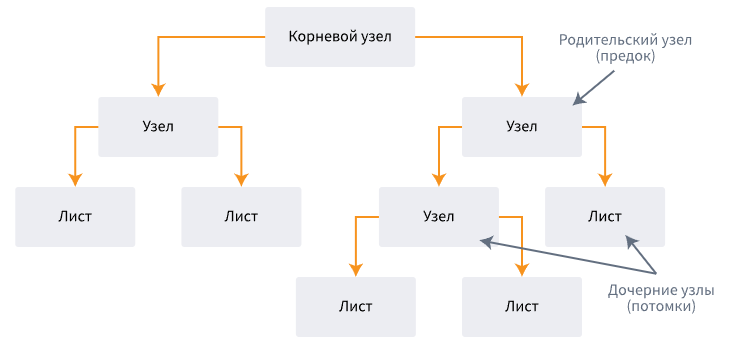 Корневой узел
Родительский узел
(предок)
Узел
Узел
Лист
Лист
Узел
Лист
Дочерние узлы
(потомки)
Лист
Лист